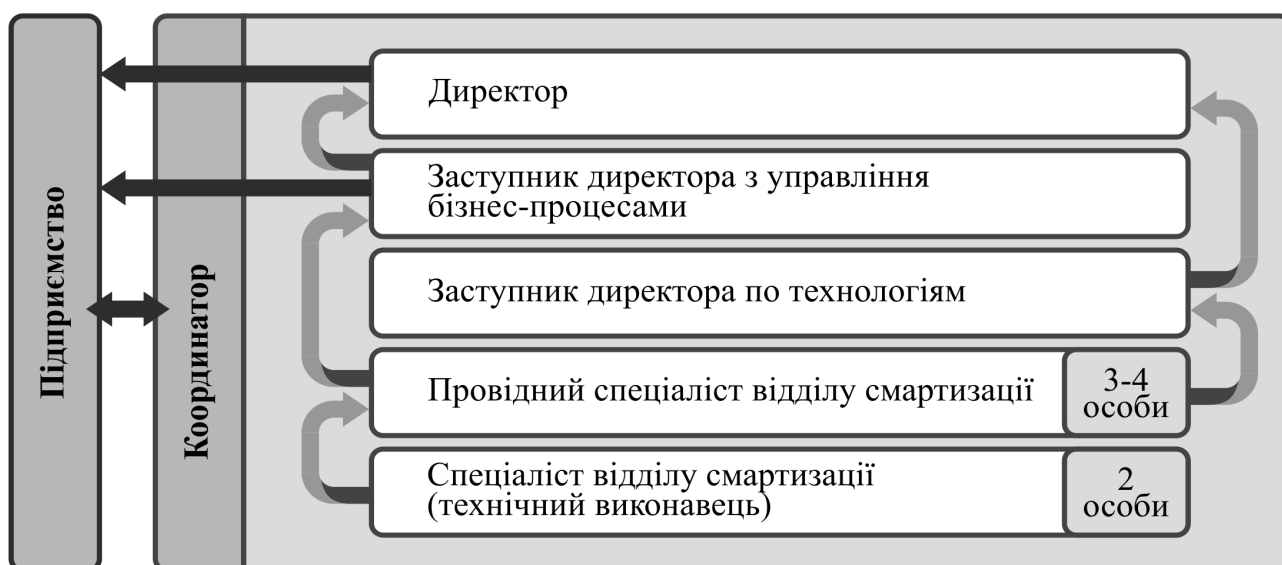 Підприємство
Координатор
Директор
Заступник директора з управління
бізнес-процесами
Заступник директора по технологіям
Провідний спеціаліст відділу смартизації
3-4
особи
Спеціаліст відділу смартизації
(технічний виконавець)
2
особи